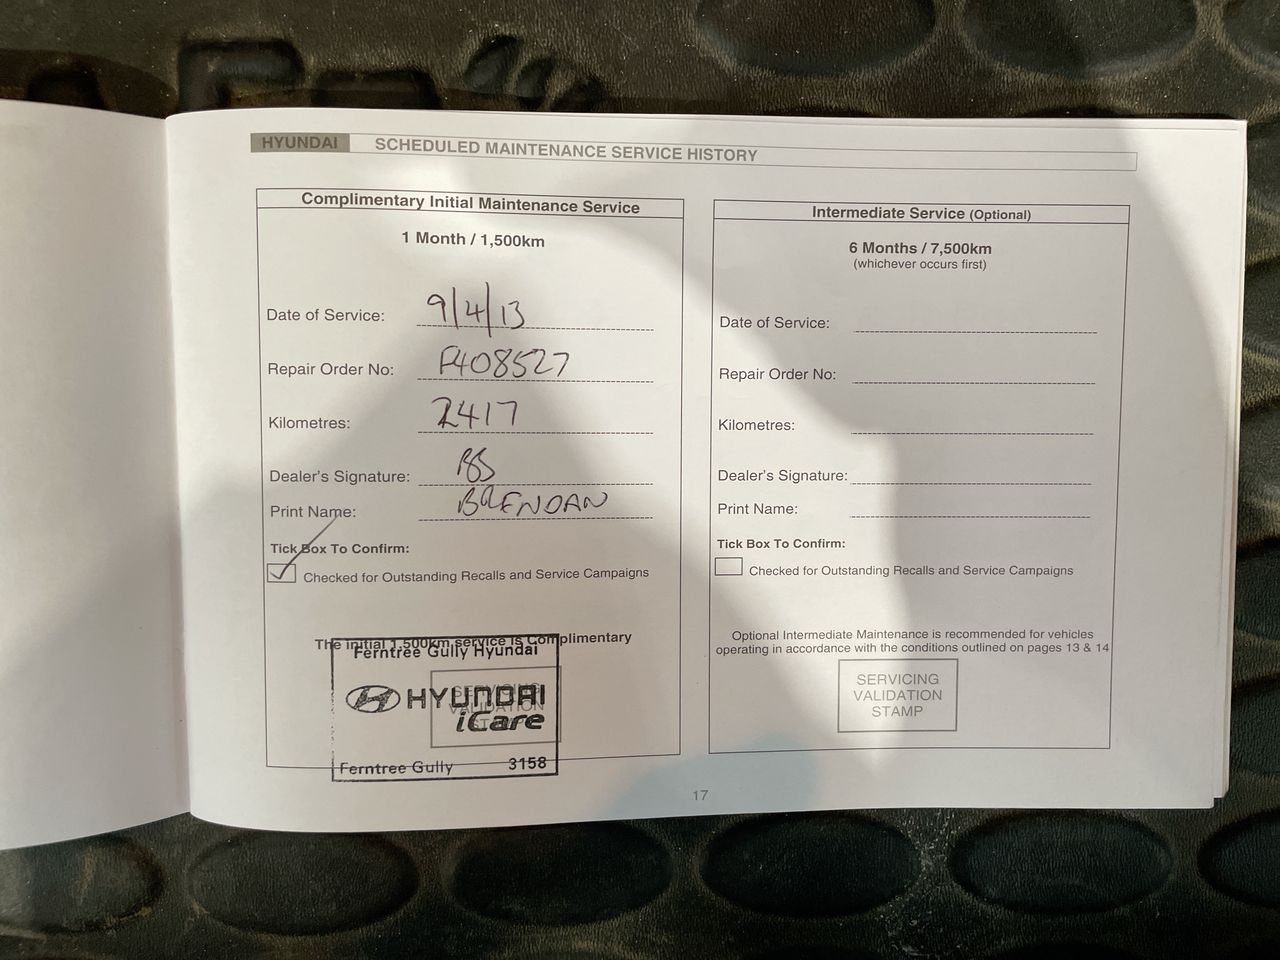 HYUNDAI SCHEDULED MAINTENANCE SERVICE HISTORY
Complimentary Initial Maintenance Service
1 Month / 1,500km
Date of Service: 9/4/13
Repair Order No: P408527
Kilometres: 2417
Dealer's Signature: BS
Print Name: BRENDAN
Tick Box To Confirm:
Checked for Outstanding Recalls and Service Campaigns
The initial 1,500km service is Complimentary
Ferntree Gully Hyundai
SERVICING
VALIDATION
STAMP
HYUNDAI
iCare
Ferntree Gully 3158
Intermediate Service (Optional)
6 Months / 7,500km
(whichever occurs first)
Date of Service:
Repair Order No:
Kilometres:
Dealer's Signature:
Print Name:
Tick Box To Confirm:
Checked for Outstanding Recalls and Service Campaigns
Optional Intermediate Maintenance is recommended for vehicles
operating in accordance with the conditions outlined on pages 13 & 14
SERVICING
VALIDATION
STAMP
17